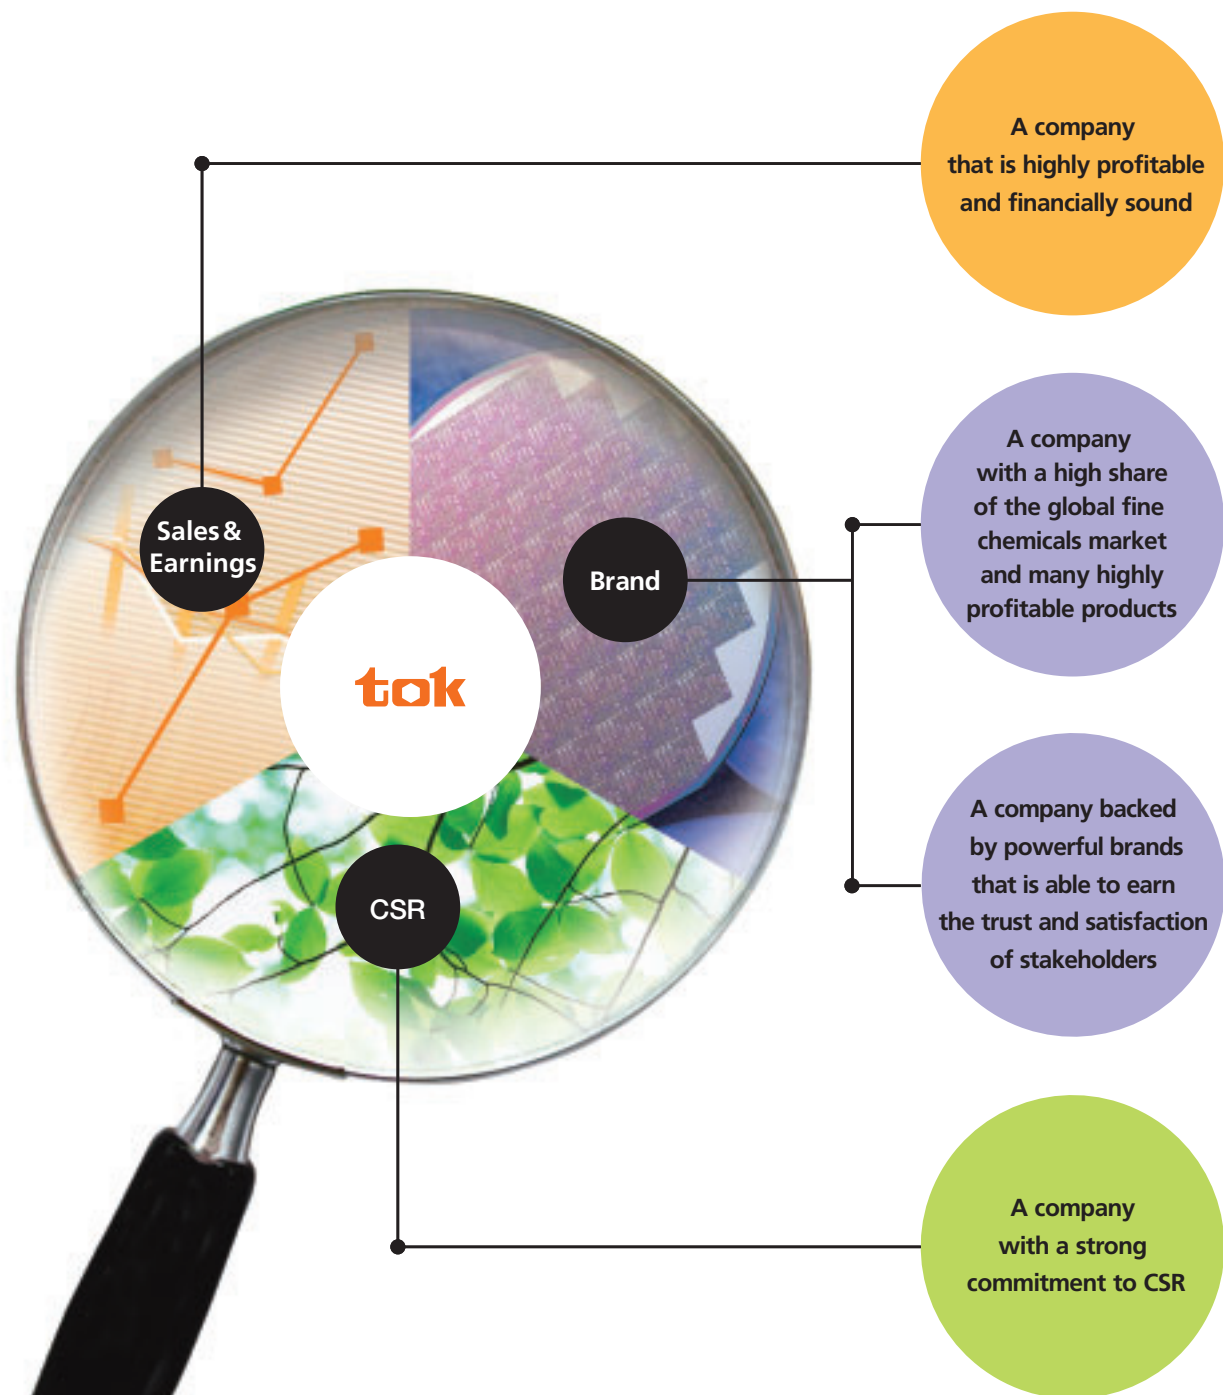 A company
that is highly profitable
and financially sound
Sales &
Earnings
Brand
A company
with a high share
of the global fine
chemicals market
and many highly
profitable products
tok
A company backed
by powerful brands
that is able to earn
the trust and satisfaction
of stakeholders
CSR
A company
with a strong
commitment to CSR